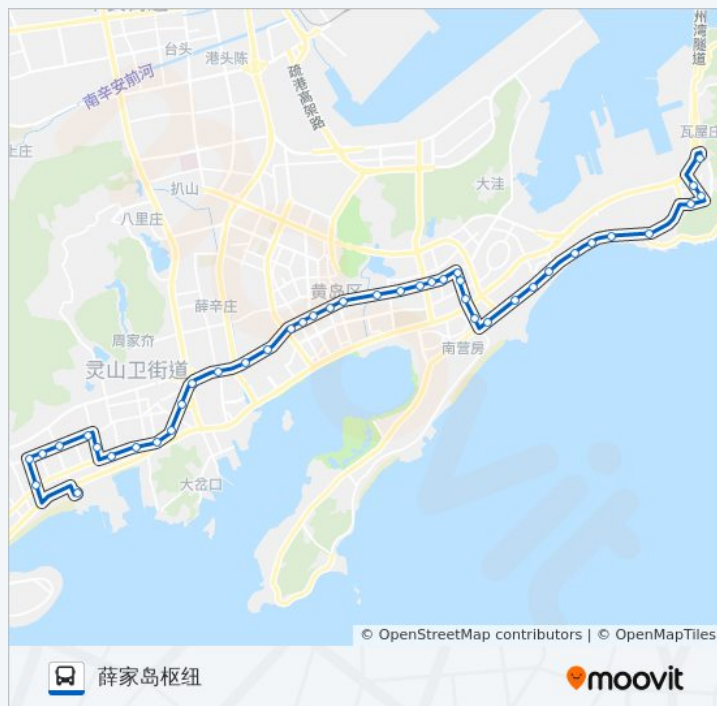 台头
港头陈
州湾隧道
南辛安前河
疏港高架路
瓦屋庄
上庄
扒山
大洼
八里庄
黄岛区
薛辛庄
周家夼
灵山卫街道
南营房
大岔口
© OpenStreetMap contributors | © OpenMapTiles
薛家岛枢纽
moovit